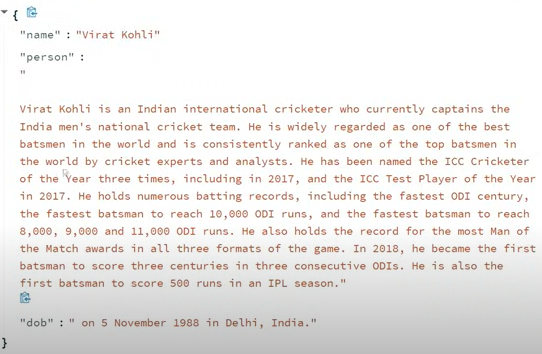 {
"name" : "Virat Kohli"
"person" :
"
Virat Kohli is an Indian international cricketer who currently captains the
India men's national cricket team. He is widely regarded as one of the best
batsmen in the world and is consistently ranked as one of the top batsmen in
the world by cricket experts and analysts. He has been named the ICC Cricketer
of the Year three times, including in 2017, and the ICC Test Player of the Year
in 2017. He holds numerous batting records, including the fastest ODI century,
the fastest batsman to reach 10,000 ODI runs, and the fastest batsman to reach
8,000, 9,000 and 11,000 ODI runs. He also holds the record for the most Man of
the Match awards in all three formats of the game. In 2018, he became the first
batsman to score three centuries in three consecutive ODIs. He is also the
first batsman to score 500 runs in an IPL season."
"dob" : " on 5 November 1988 in Delhi, India."
}